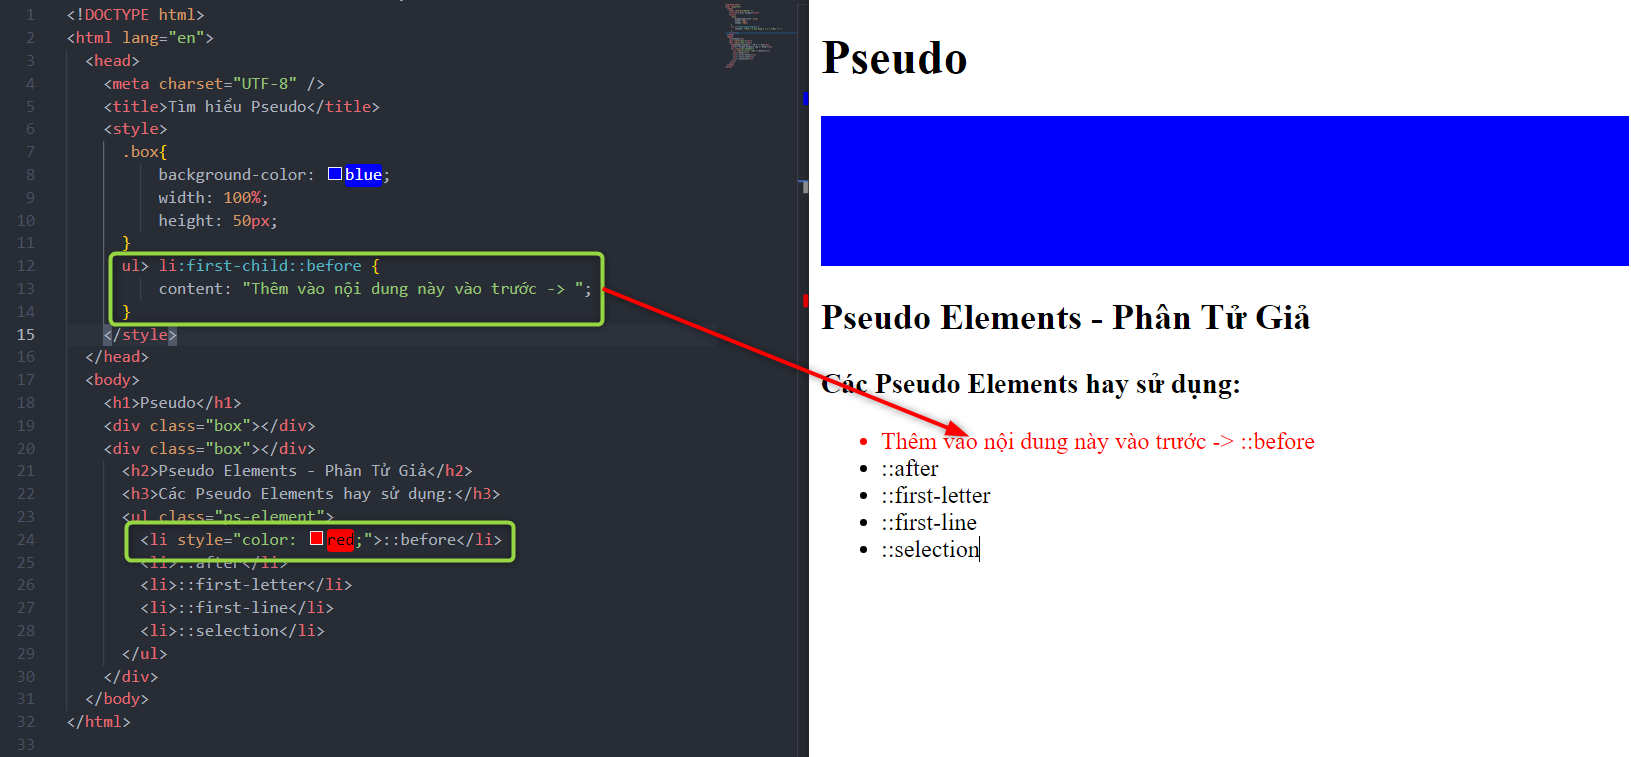 1 <!DOCTYPE html>
2 <html lang="en">
3 <head>
4 <meta charset="UTF-8" />
5 <title>Tìm hiểu Pseudo</title>
6 <style>
7 .box{
8 background-color: blue;
9 width: 100%;
10 height: 50px;
11 }
12 ul> li:first-child::before {
13 content: "Thêm vào nội dung này vào trước -> ";
14 }
15 </style>
16 </head>
17 <body>
18 <h1>Pseudo</h1>
19 <div class="box"></div>
20 <div class="box"></div>
21 <h2>Pseudo Elements - Phân Tử Giả</h2>
22 <h3>Các Pseudo Elements hay sử dụng:</h3>
23 <ul class="ps-element">
24 <li style="color: red;">::before</li>
25 <li>::after</li>
26 <li>::first-letter</li>
27 <li>::first-line</li>
28 <li>::selection</li>
29 </ul>
30 </div>
31 </body>
32 </html>
33
Pseudo
Pseudo Elements - Phân Tử Giả
Các Pseudo Elements hay sử dụng:
• Thêm vào nội dung này vào trước -> ::before
• ::after
• ::first-letter
• ::first-line
• ::selection